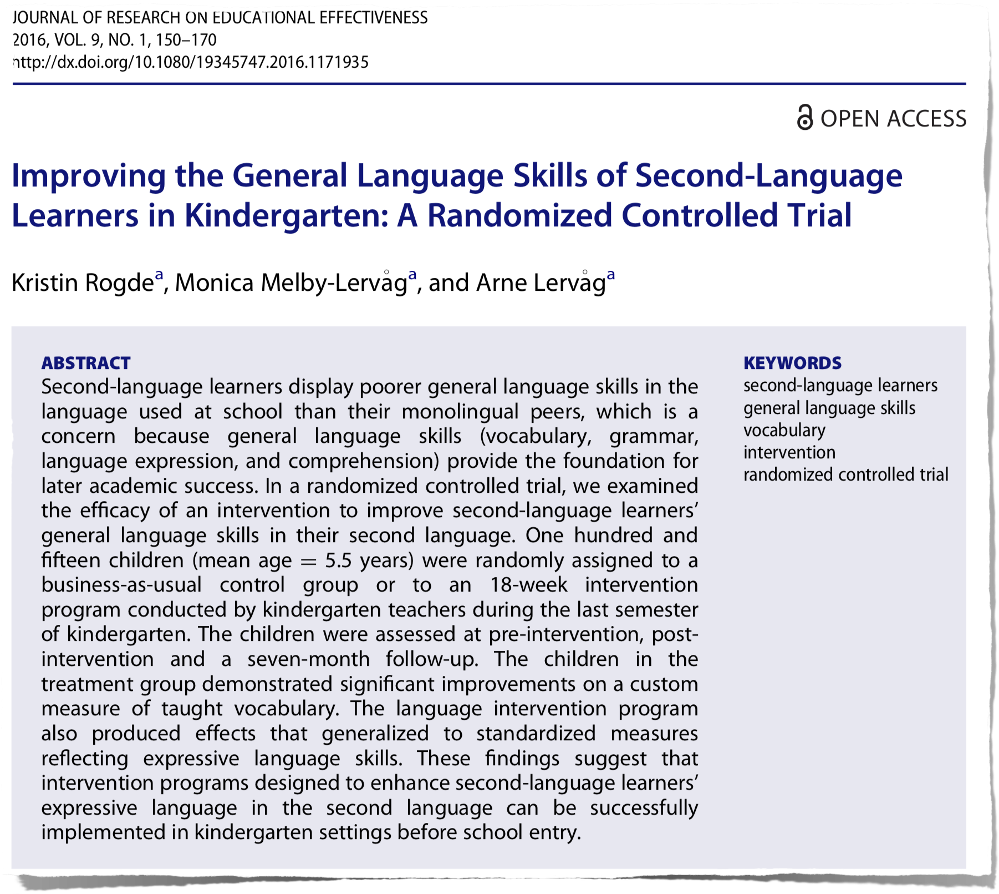 JOURNAL OF RESEARCH ON EDUCATIONAL EFFECTIVENESS
2016, VOL. 9, NO. 1, 150–170
http://dx.doi.org/10.1080/19345747.2016.1171935
OPEN ACCESS
Improving the General Language Skills of Second-Language
Learners in Kindergarten: A Randomized Controlled Trial
Kristin Rogdeᵃ, Monica Melby-Lervågᵃ, and Arne Lervågᵃ
ABSTRACT
Second-language learners display poorer general language skills in the
language used at school than their monolingual peers, which is a
concern because general language skills (vocabulary, grammar,
language expression, and comprehension) provide the foundation for
later academic success. In a randomized controlled trial, we examined
the efficacy of an intervention to improve second-language learners’
general language skills in their second language. One hundred and
fifteen children (mean age = 5.5 years) were randomly assigned to a
business-as-usual control group or to an 18-week intervention
program conducted by kindergarten teachers during the last semester
of kindergarten. The children were assessed at pre-intervention, post-
intervention and a seven-month follow-up. The children in the
treatment group demonstrated significant improvements on a custom
measure of taught vocabulary. The language intervention program
also produced effects that generalized to standardized measures
reflecting expressive language skills. These findings suggest that
intervention programs designed to enhance second-language learners’
expressive language in the second language can be successfully
implemented in kindergarten settings before school entry.
KEYWORDS
second-language learners
general language skills
vocabulary
intervention
randomized controlled trial